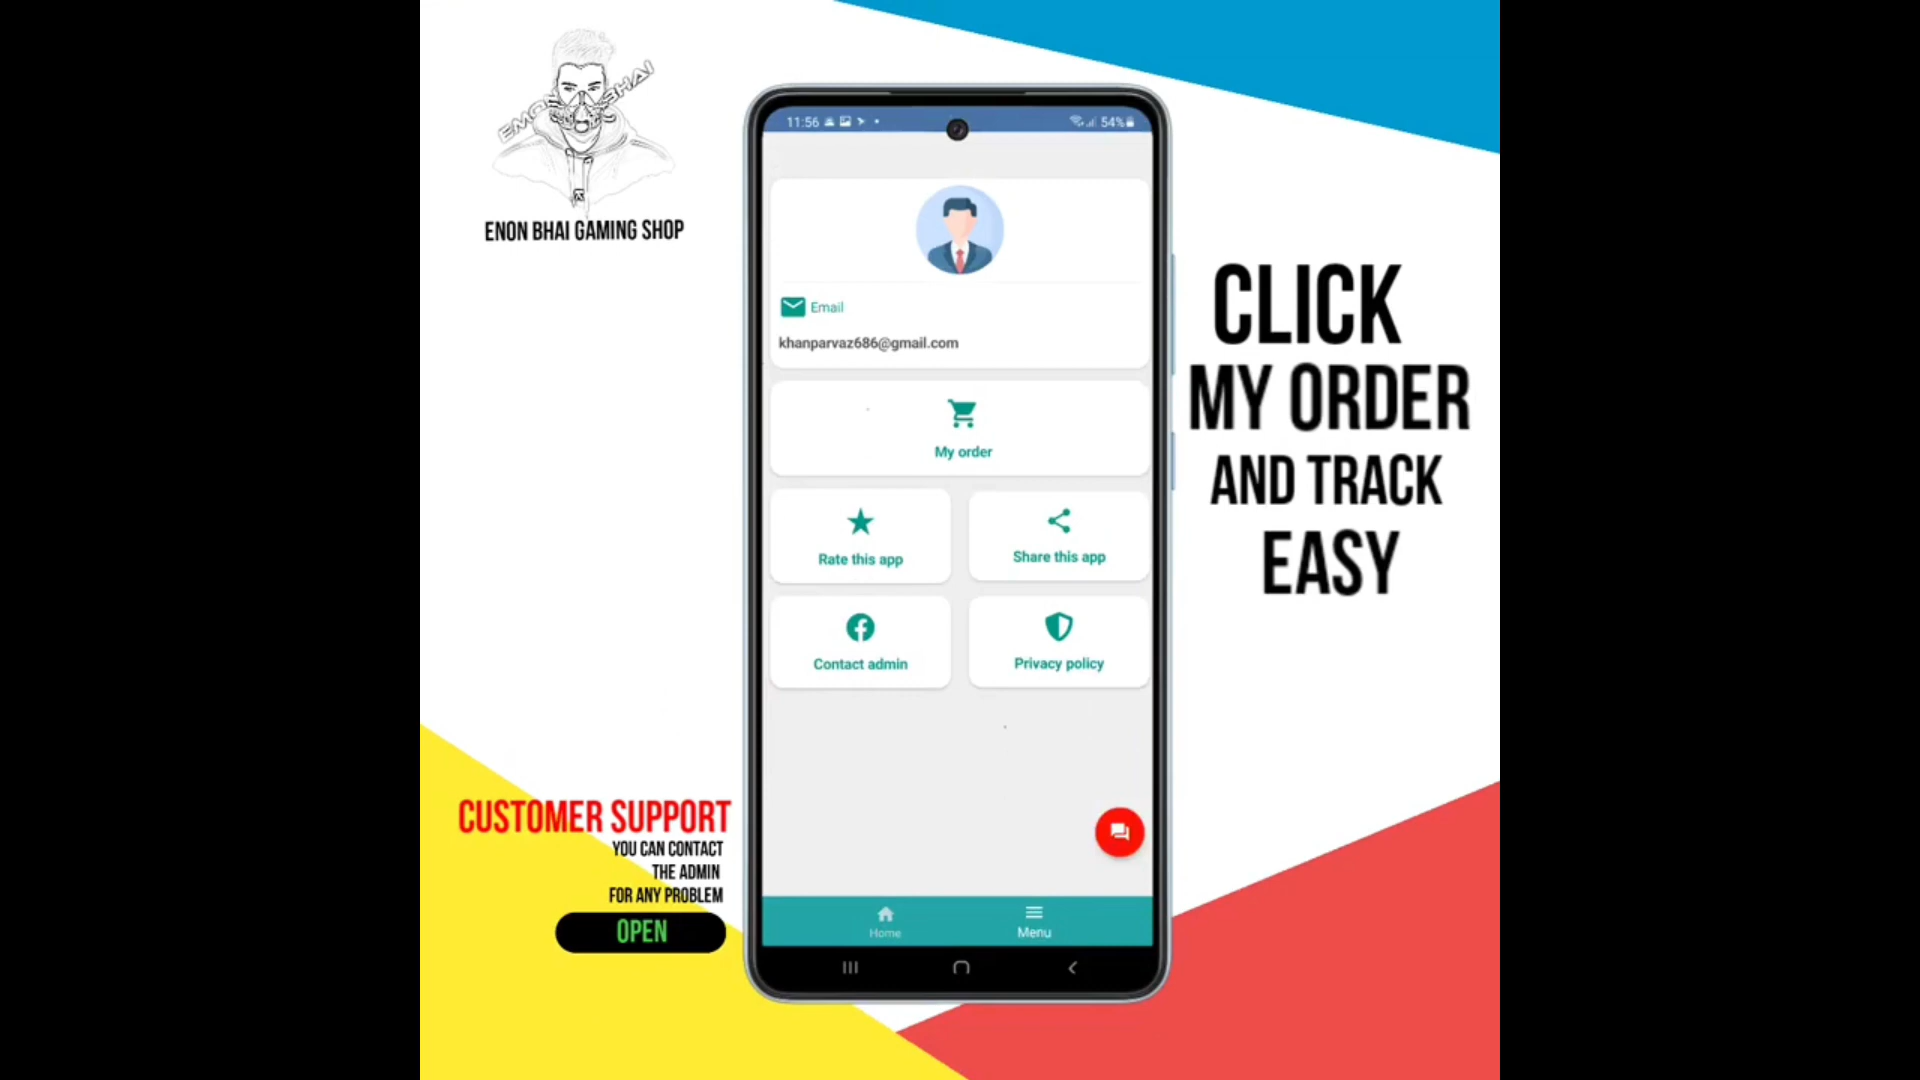 EMON BHAI
ENON BHAI GAMING SHOP
11:56
54%
Email
khanparvaz686@gmail.com
My order
Rate this app
Share this app
Contact admin
Privacy policy
Home
Menu
CLICK
MY ORDER
AND TRACK
EASY
CUSTOMER SUPPORT
YOU CAN CONTACT
THE ADMIN
FOR ANY PROBLEM
OPEN